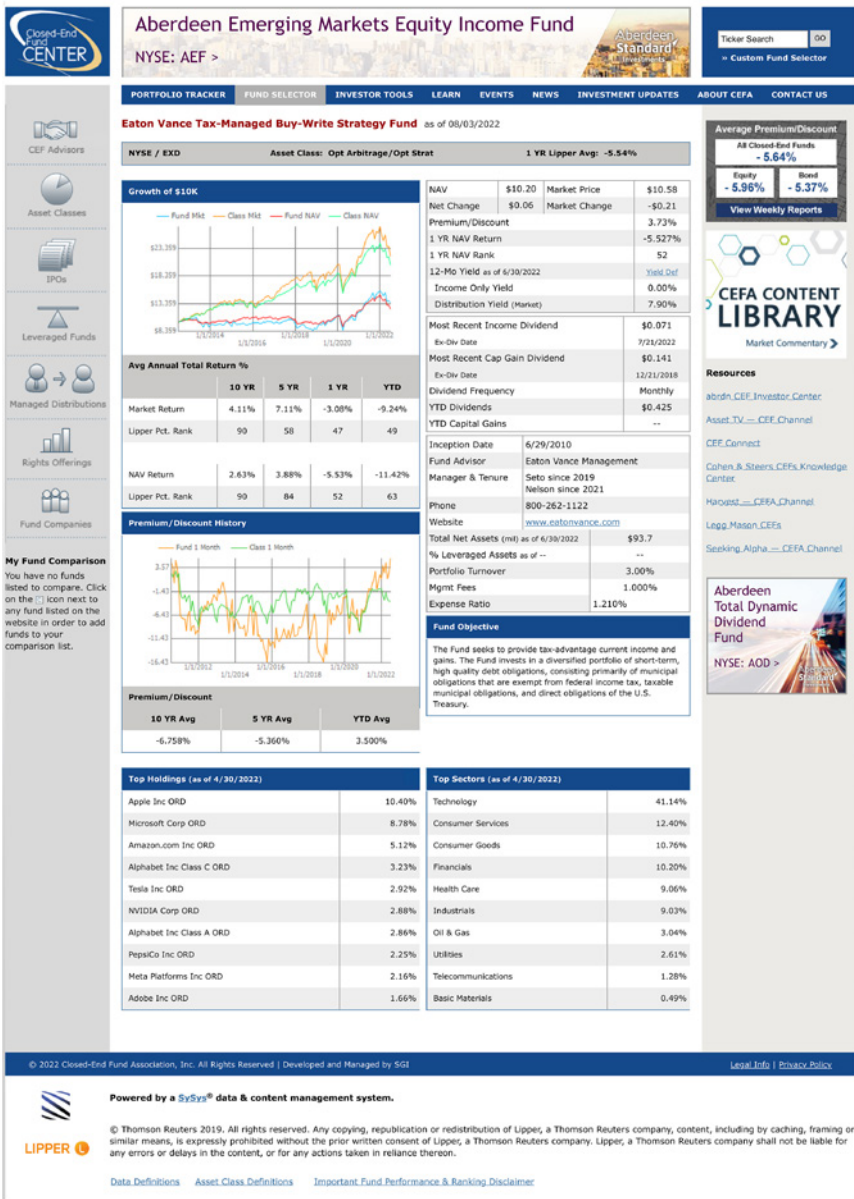 Closed-End
Fund
CENTER
Aberdeen Emerging Markets Equity Income Fund
NYSE: AEF >
Aberdeen
Standard
Investments
Ticker Search
GO
» Custom Fund Selector
PORTFOLIO TRACKER FUND SELECTOR INVESTOR TOOLS LEARN EVENTS NEWS INVESTMENT UPDATES ABOUT CEFA CONTACT US
CEF Advisors
Asset Classes
IPOs
Leveraged Funds
Managed Distributions
Rights Offerings
Fund Companies
My Fund Comparison
You have no funds
listed to compare. Click
on the icon next to
any fund listed on the
website in order to add
funds to your
comparison list.
Eaton Vance Tax-Managed Buy-Write Strategy Fund as of 08/03/2022
NYSE / EXD Asset Class: Opt Arbitrage/Opt Strat 1 YR Lipper Avg: -5.54%
Growth of $10K
Fund Mkt Class Mkt Fund NAV Class NAV
$23.359
$18.359
$13.359
$8.359
1/1/2014 1/1/2018 1/1/2022
1/1/2016 1/1/2020
Avg Annual Total Return %
10 YR 5 YR 1 YR YTD
Market Return 4.11% 7.11% -3.08% -9.24%
Lipper Pct. Rank 90 58 47 49
NAV Return 2.63% 3.88% -5.53% -11.42%
Lipper Pct. Rank 90 84 52 63
Premium/Discount History
Fund 1 Month Class 1 Month
3.57
-1.43
-6.43
-11.43
-16.43
1/1/2012 1/1/2016 1/1/2020
1/1/2014 1/1/2018 1/1/2022
Premium/Discount
10 YR Avg 5 YR Avg YTD Avg
-6.758% -5.360% 3.500%
NAV $10.20 Market Price $10.58
Net Change $0.06 Market Change -$0.21
Premium/Discount 3.73%
1 YR NAV Return -5.527%
1 YR NAV Rank 52
12-Mo Yield as of 6/30/2022 Yield Def
Income Only Yield 0.00%
Distribution Yield (Market) 7.90%
Most Recent Income Dividend $0.071
Ex-Div Date 7/21/2022
Most Recent Cap Gain Dividend $0.141
Ex-Div Date 12/21/2018
Dividend Frequency Monthly
YTD Dividends $0.425
YTD Capital Gains --
Inception Date 6/29/2010
Fund Advisor Eaton Vance Management
Manager & Tenure Seto since 2019
Nelson since 2021
Phone 800-262-1122
Website www.eatonvance.com
Total Net Assets (mil) as of 6/30/2022 $93.7
% Leveraged Assets as of -- --
Portfolio Turnover 3.00%
Mgmt Fees 1.000%
Expense Ratio 1.210%
Fund Objective
The Fund seeks to provide tax-advantage current income and
gains. The Fund invests in a diversified portfolio of short-term,
high quality debt obligations, consisting primarily of municipal
obligations that are exempt from federal income tax, taxable
municipal obligations, and direct obligations of the U.S.
Treasury.
Average Premium/Discount
All Closed-End Funds
- 5.64%
Equity Bond
- 5.96% - 5.37%
View Weekly Reports
CEFA CONTENT
LIBRARY
Market Commentary
Resources
abrdn CEF Investor Center
Asset TV — CEF Channel
CEF Connect
Cohen & Steers CEFs Knowledge
Center
Harvest — CEFA Channel
Legg Mason CEFs
Seeking Alpha — CEFA Channel
Aberdeen
Total Dynamic
Dividend
Fund
NYSE: AOD >
Aberdeen
Standard
Top Holdings (as of 4/30/2022)
Apple Inc ORD 10.40%
Microsoft Corp ORD 8.78%
Amazon.com Inc ORD 5.12%
Alphabet Inc Class C ORD 3.23%
Tesla Inc ORD 2.92%
NVIDIA Corp ORD 2.88%
Alphabet Inc Class A ORD 2.86%
PepsiCo Inc ORD 2.25%
Meta Platforms Inc ORD 2.16%
Adobe Inc ORD 1.66%
Top Sectors (as of 4/30/2022)
Technology 41.14%
Consumer Services 12.40%
Consumer Goods 10.76%
Financials 10.20%
Health Care 9.06%
Industrials 9.03%
Oil & Gas 3.04%
Utilities 2.61%
Telecommunications 1.28%
Basic Materials 0.49%
© 2022 Closed-End Fund Association, Inc. All Rights Reserved | Developed and Managed by SGI
Legal Info | Privacy Policy
Powered by a SySys® data & content management system.
LIPPER L
© Thomson Reuters 2019. All rights reserved. Any copying, republication or redistribution of Lipper, a Thomson Reuters company, content, including by caching, framing or
similar means, is expressly prohibited without the prior written consent of Lipper, a Thomson Reuters company. Lipper, a Thomson Reuters company shall not be liable for
any errors or delays in the content, or for any actions taken in reliance thereon.
Data Definitions Asset Class Definitions Important Fund Performance & Ranking Disclaimer